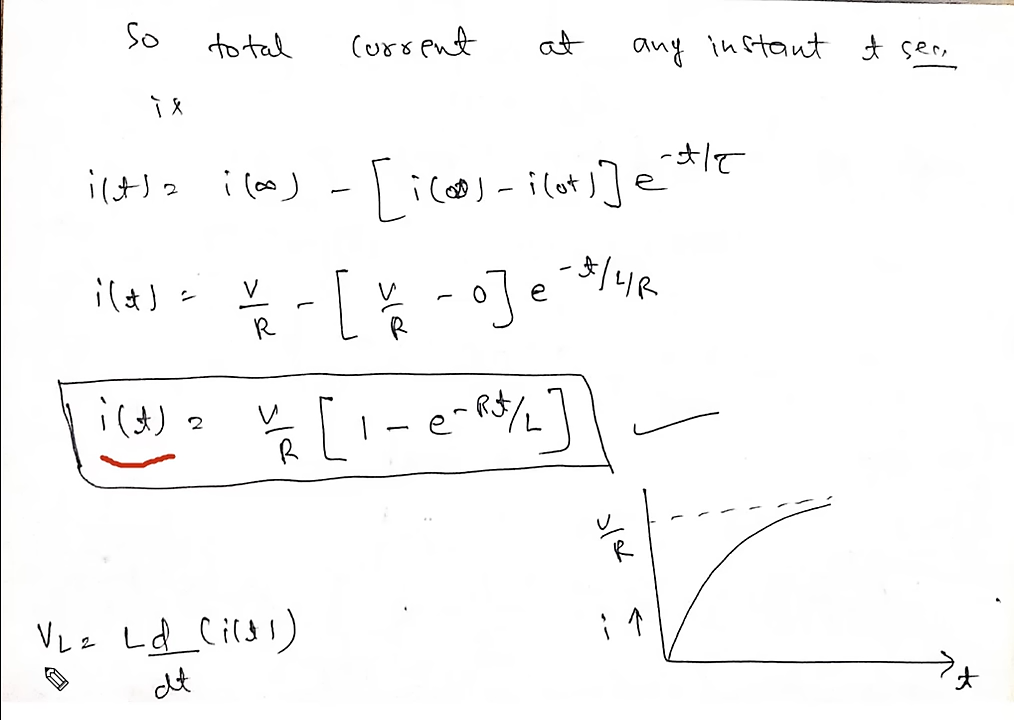 So total current at any instant t sec,
is
i(t) = i(∞) - [i(∞) - i(0+)] e^{-t/τ}
i(t) = V/R - [V/R - 0] e^{-t/L/R}
i(t) = V/R [1 - e^{-Rt/L}]
V/R
i ↑
t
V_L = L d/dt (i(t))